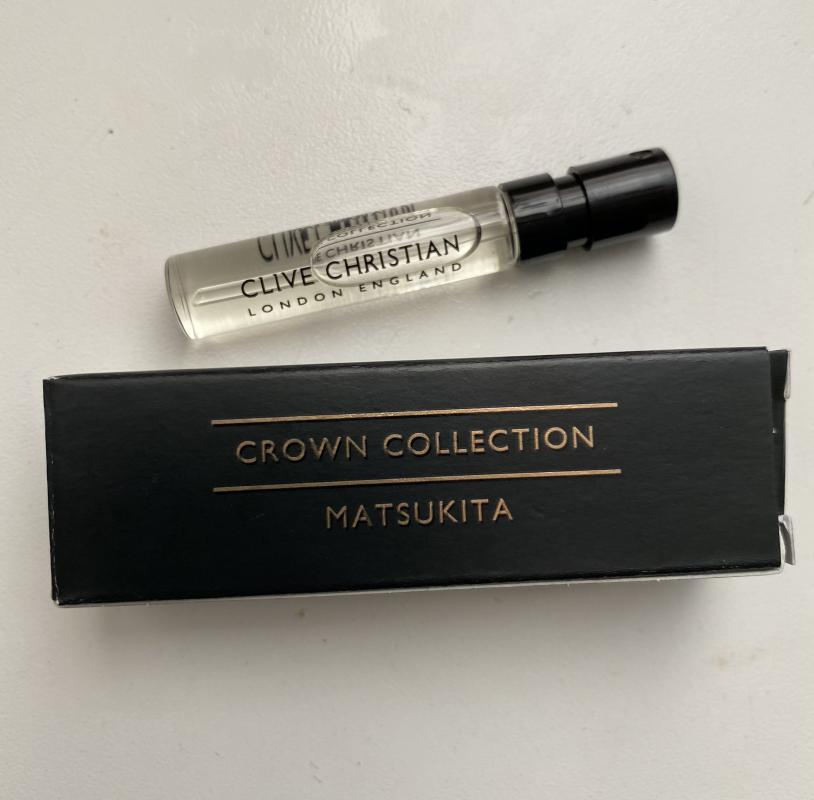 CLIVE CHRISTIAN
LONDON ENGLAND
CROWN COLLECTION
MATSUKITA